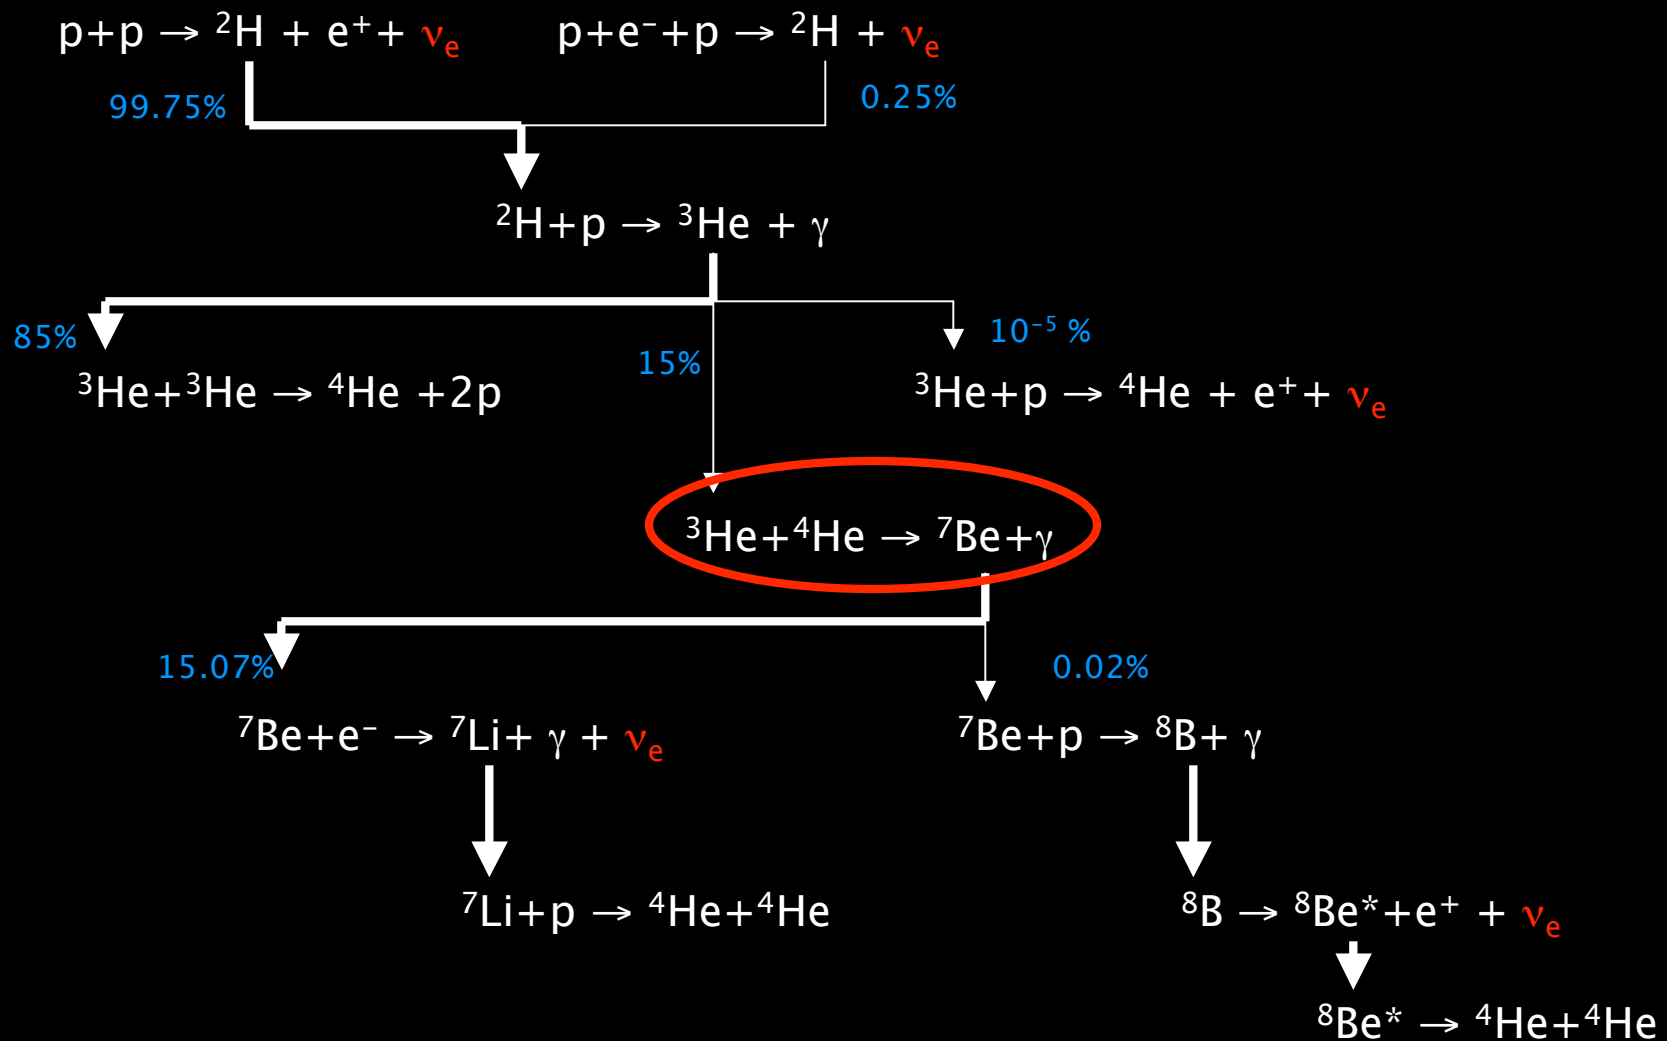 p+p → ²H + e⁺+ νₑ p+e⁻+p → ²H + νₑ
99.75% 0.25%
²H+p → ³He + γ
85% 15% 10⁻⁵ %
³He+³He → ⁴He +2p ³He+p → ⁴He + e⁺+ νₑ
³He+⁴He → ⁷Be+γ
15.07% 0.02%
⁷Be+e⁻ → ⁷Li+ γ + νₑ ⁷Be+p → ⁸B+ γ
⁷Li+p → ⁴He+⁴He ⁸B → ⁸Be*+e⁺ + νₑ
⁸Be* → ⁴He+⁴He